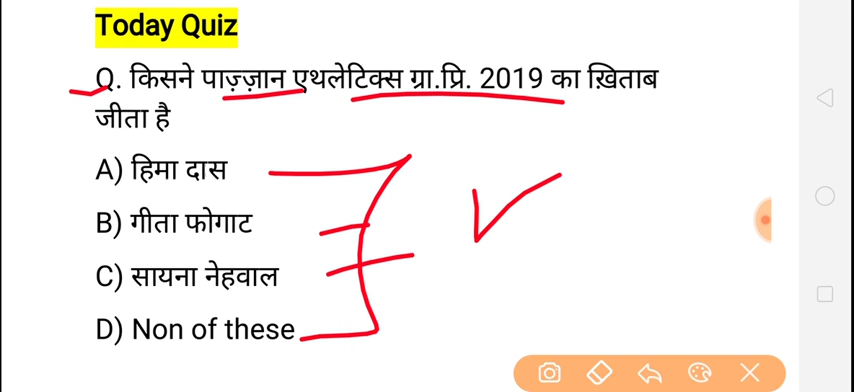 Today Quiz
Q. किसने पाज़्ज़ान एथलेटिक्स ग्रा.प्रि. 2019 का ख़िताब
जीता है
A) हिमा दास
B) गीता फोगाट
C) सायना नेहवाल
D) Non of these